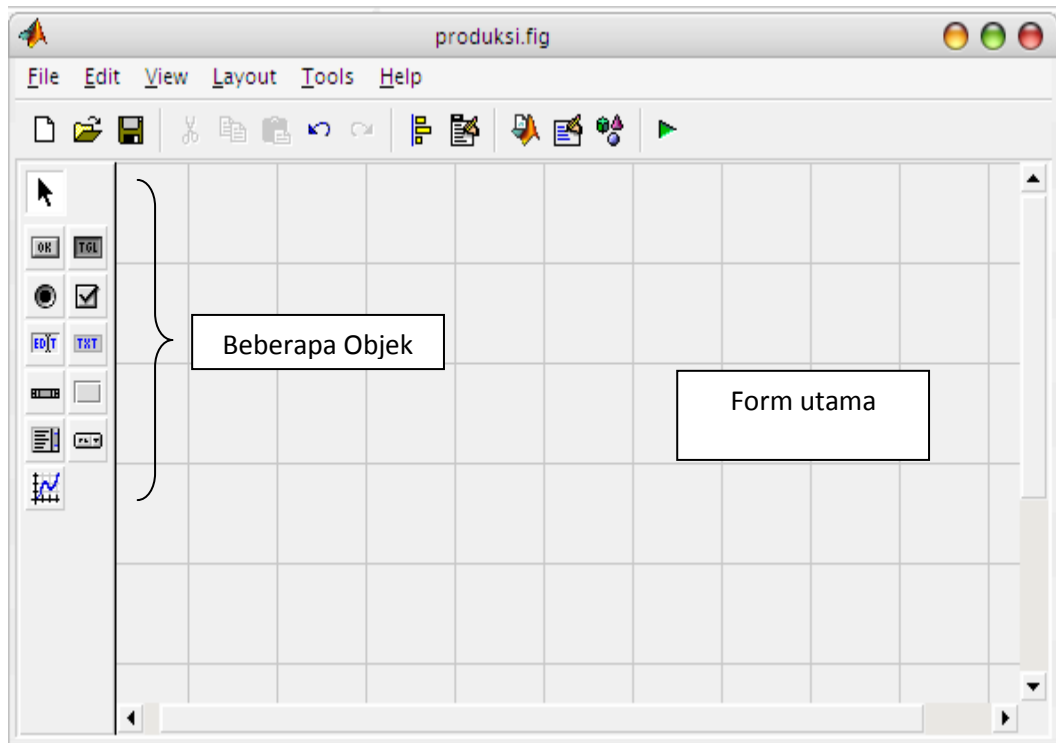 produksi.fig
File Edit View Layout Tools Help
OK TGL
EDIT TXT
Beberapa Objek
Form utama